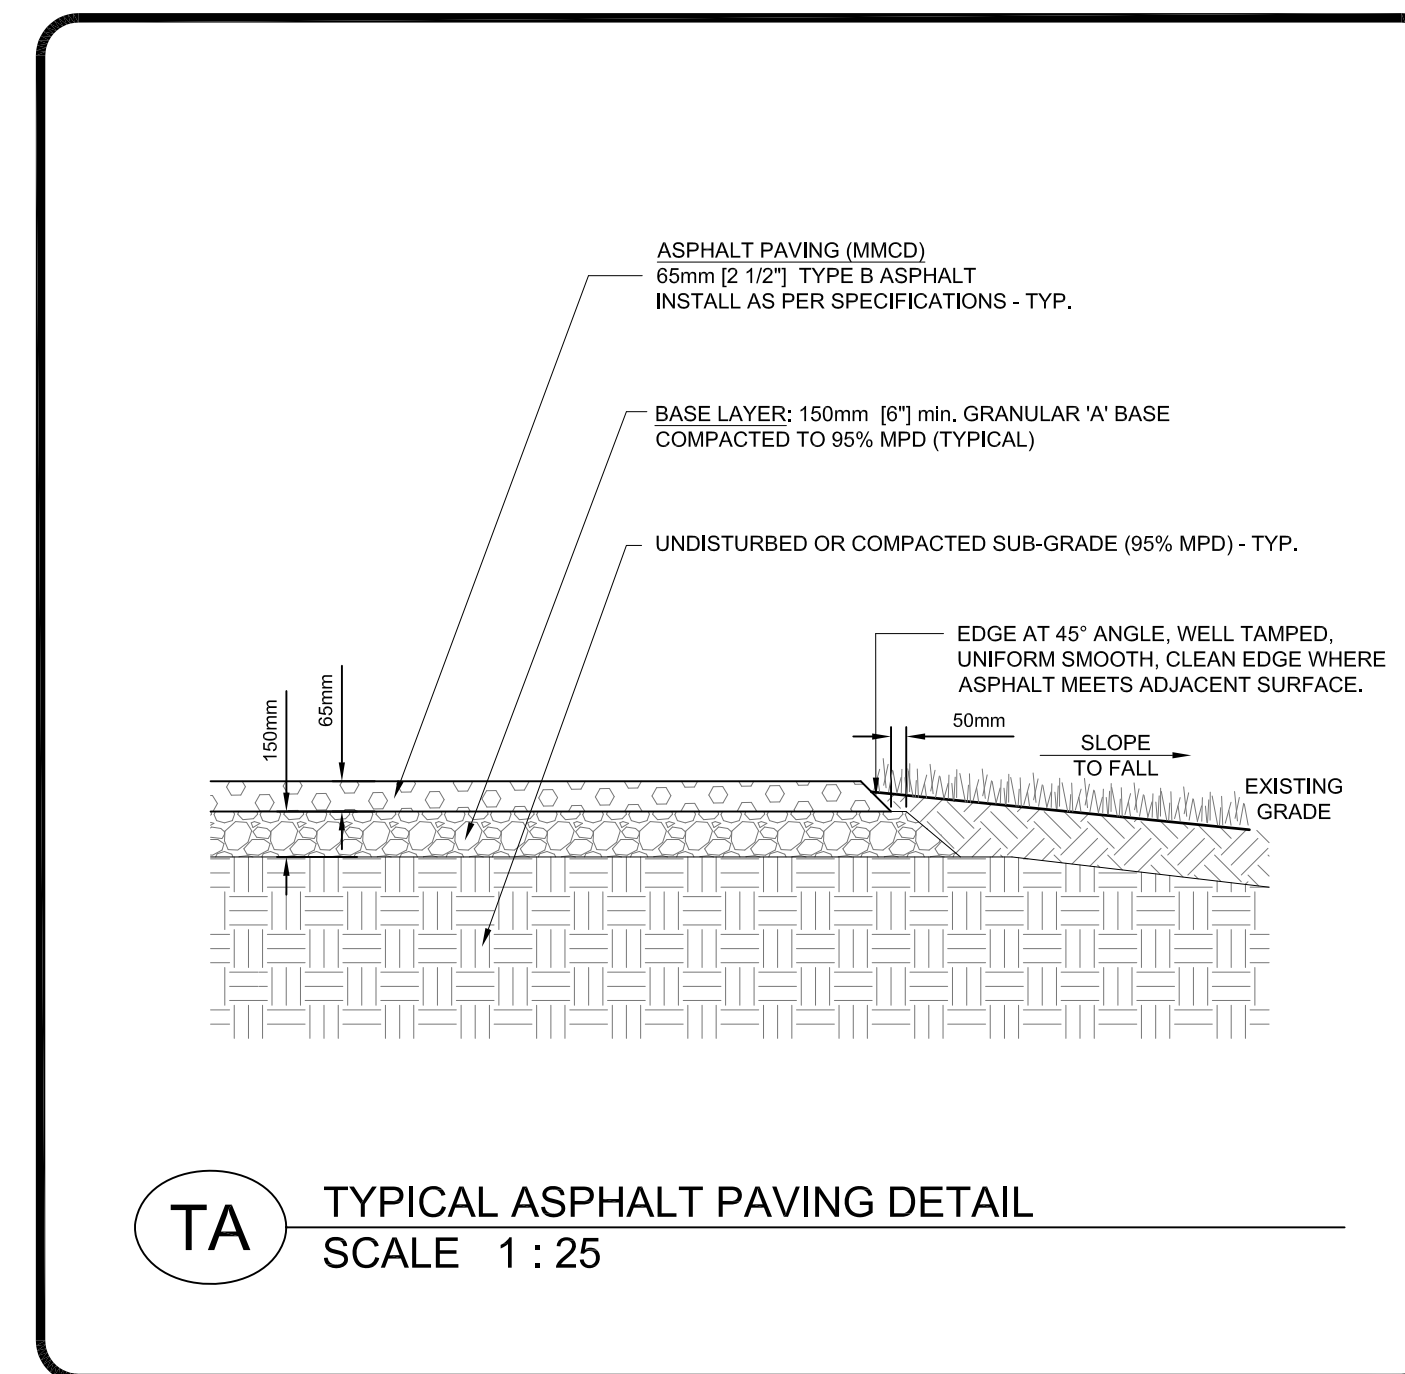 ASPHALT PAVING (MMCD)
65mm [2 1/2"] TYPE B ASPHALT
INSTALL AS PER SPECIFICATIONS - TYP.
BASE LAYER: 150mm [6"] min. GRANULAR 'A' BASE
COMPACTED TO 95% MPD (TYPICAL)
UNDISTURBED OR COMPACTED SUB-GRADE (95% MPD) - TYP.
EDGE AT 45° ANGLE, WELL TAMPED,
UNIFORM SMOOTH, CLEAN EDGE WHERE
ASPHALT MEETS ADJACENT SURFACE.
150mm
65mm
50mm
SLOPE
TO FALL
EXISTING
GRADE
TA
TYPICAL ASPHALT PAVING DETAIL
SCALE 1 : 25